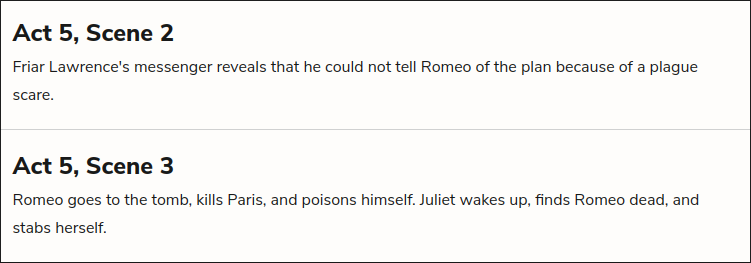 Act 5, Scene 2
Friar Lawrence's messenger reveals that he could not tell Romeo of the plan because of a plague
scare.
Act 5, Scene 3
Romeo goes to the tomb, kills Paris, and poisons himself. Juliet wakes up, finds Romeo dead, and
stabs herself.